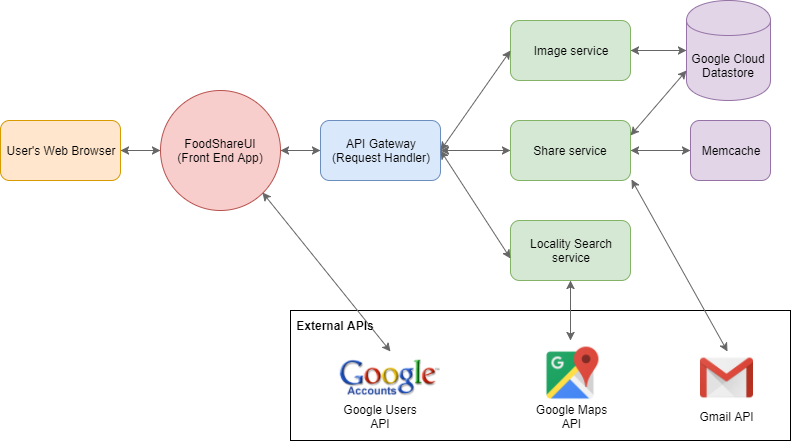 Image service
Google Cloud
Datastore
User's Web Browser
FoodShareUI
(Front End App)
API Gateway
(Request Handler)
Share service
Memcache
Locality Search
service
External APIs
Google
Accounts
G
Google Users
API
Google Maps
API
Gmail API